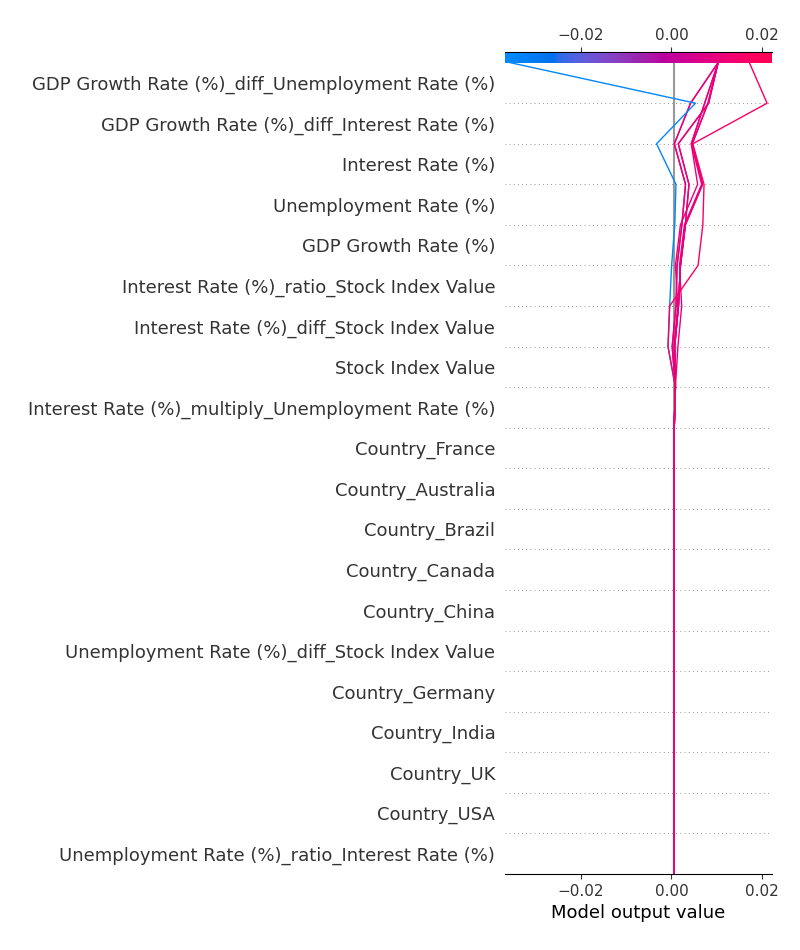 −0.02 0.00 0.02
GDP Growth Rate (%)_diff_Unemployment Rate (%)
GDP Growth Rate (%)_diff_Interest Rate (%)
Interest Rate (%)
Unemployment Rate (%)
GDP Growth Rate (%)
Interest Rate (%)_ratio_Stock Index Value
Interest Rate (%)_diff_Stock Index Value
Stock Index Value
Interest Rate (%)_multiply_Unemployment Rate (%)
Country_France
Country_Australia
Country_Brazil
Country_Canada
Country_China
Unemployment Rate (%)_diff_Stock Index Value
Country_Germany
Country_India
Country_UK
Country_USA
Unemployment Rate (%)_ratio_Interest Rate (%)
−0.02 0.00 0.02
Model output value